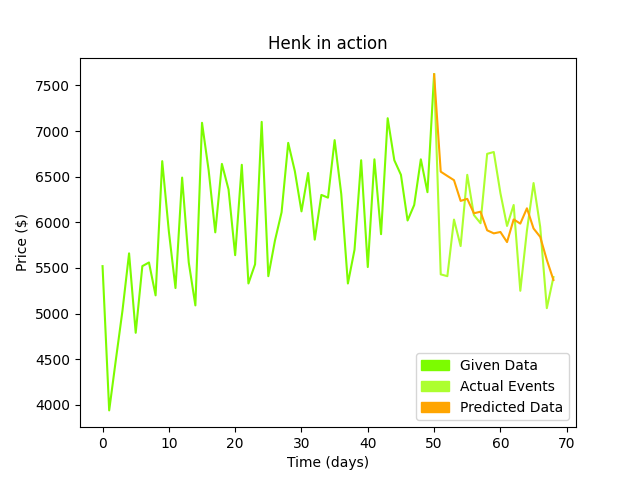 Henk in action
Price ($)
7500
7000
6500
6000
5500
5000
4500
4000
0 10 20 30 40 50 60 70
Time (days)
Given Data
Actual Events
Predicted Data